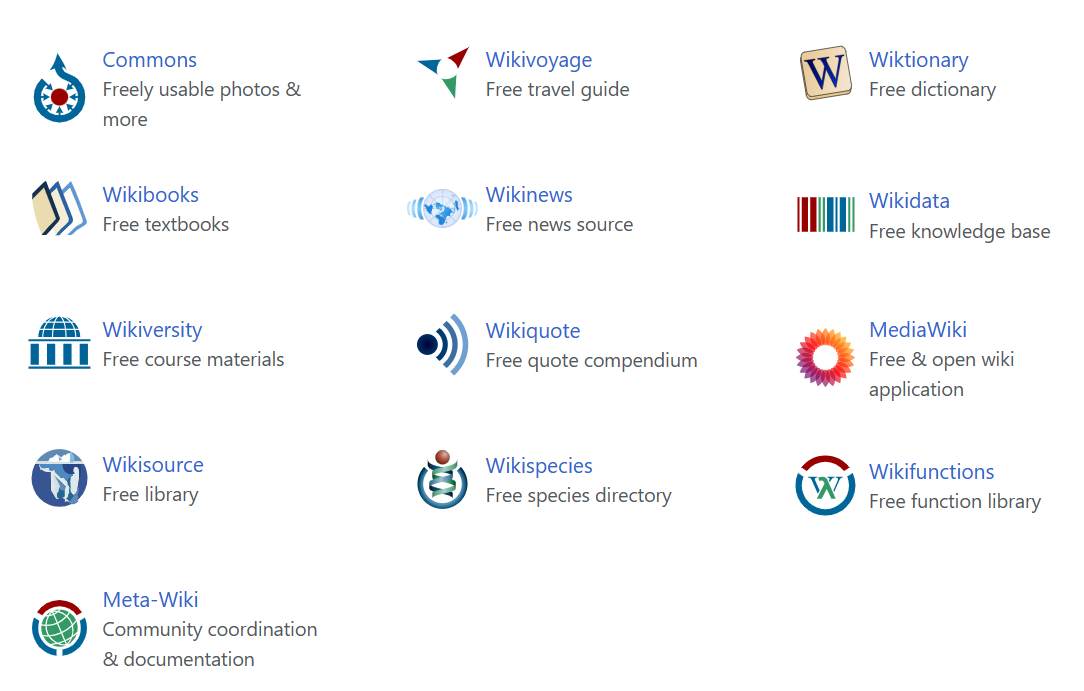 Commons
Freely usable photos &
more
Wikivoyage
Free travel guide
W
Wiktionary
Free dictionary
Wikibooks
Free textbooks
Wikinews
Free news source
Wikidata
Free knowledge base
Wikiversity
Free course materials
Wikiquote
Free quote compendium
MediaWiki
Free & open wiki
application
Wikisource
Free library
Wikispecies
Free species directory
Wikifunctions
Free function library
Meta-Wiki
Community coordination
& documentation